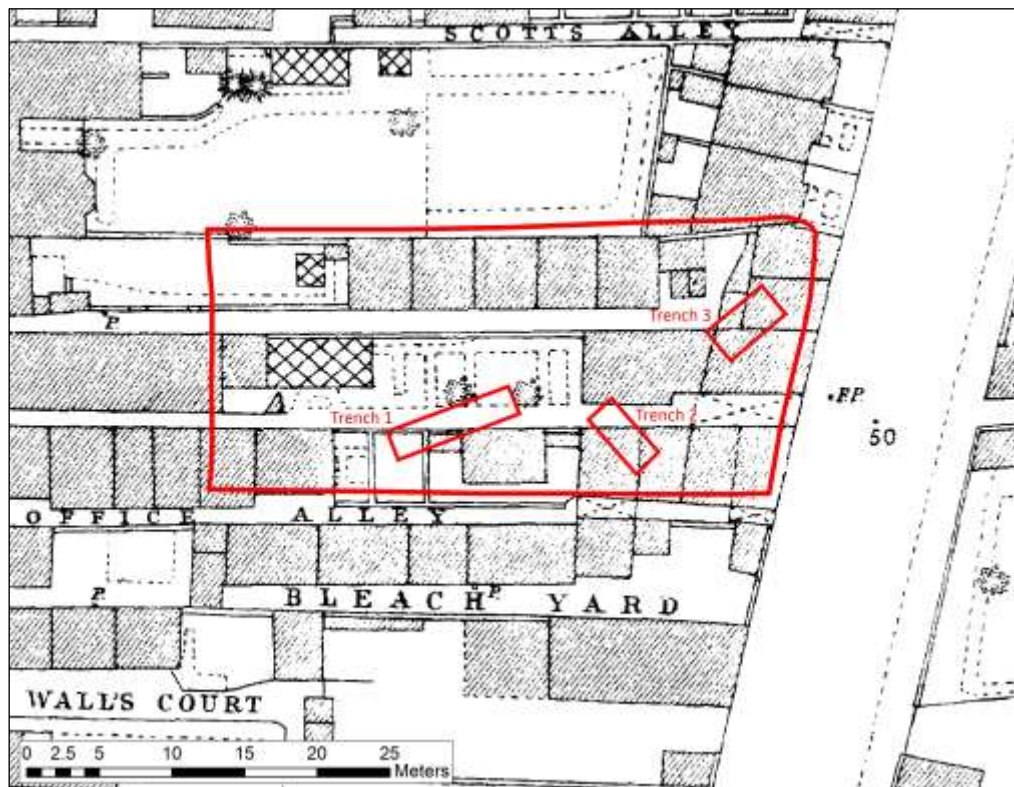 SCOTT'S ALLEY
P.
Trench 3
F.P.
Trench 1
Trench 2
50
OFFICE ALLEY
P.
BLEACH YARD
P.
WALL'S COURT
0 2.5 5 10 15 20 25
Meters